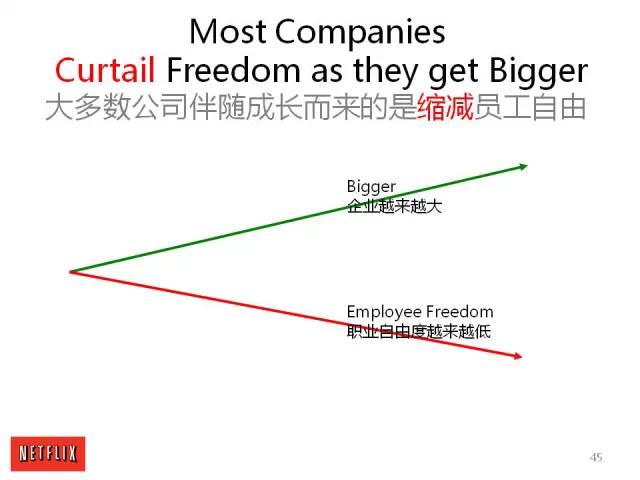 Most Companies
Curtail Freedom as they get Bigger
大多数公司伴随成长而来的是缩减员工自由
Bigger
企业越来越大
Employee Freedom
职业自由度越来越低
NETFLIX
45